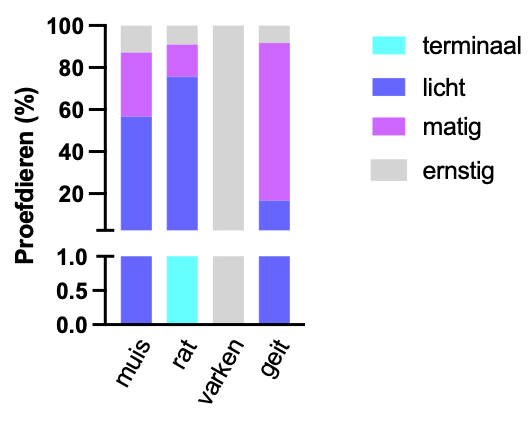 100
80
60
40
20
1.0
0.5
0.0
Proefdieren (%)
muis
rat
varken
geit
terminaal
licht
matig
ernstig